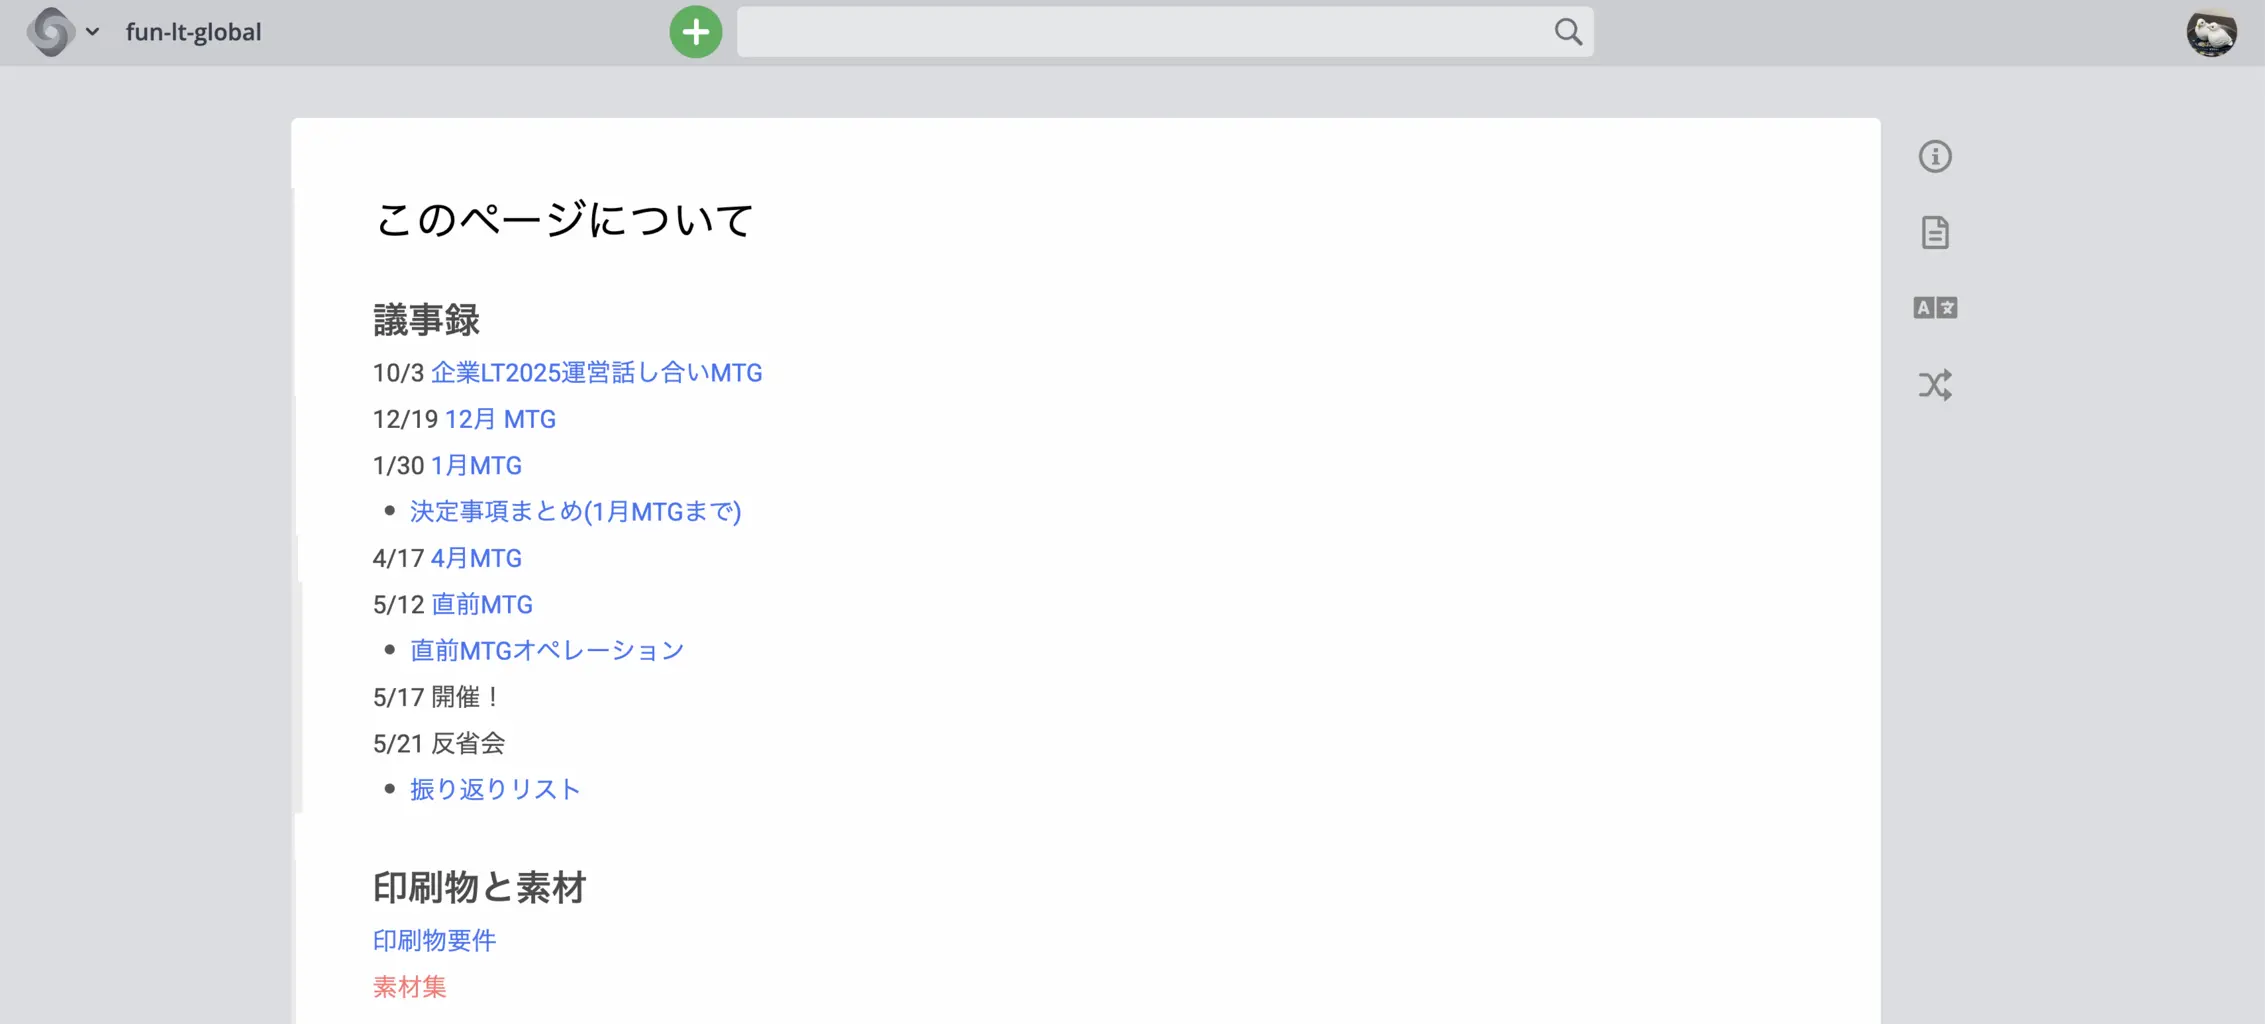 fun-lt-global
このページについて
議事録
10/3 企業LT2025運営話し合いMTG
12/19 12月 MTG
1/30 1月MTG
• 決定事項まとめ(1月MTGまで)
4/17 4月MTG
5/12 直前MTG
• 直前MTGオペレーション
5/17 開催！
5/21 反省会
• 振り返りリスト
印刷物と素材
印刷物要件
素材集